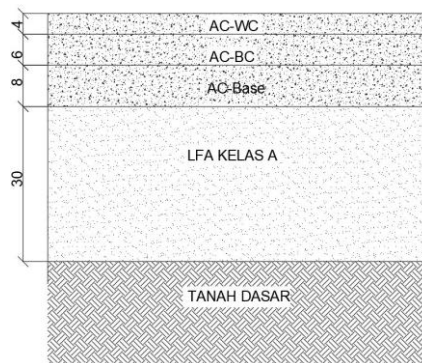 4
AC-WC
6
AC-BC
8
AC-Base
30
LFA KELAS A
TANAH DASAR